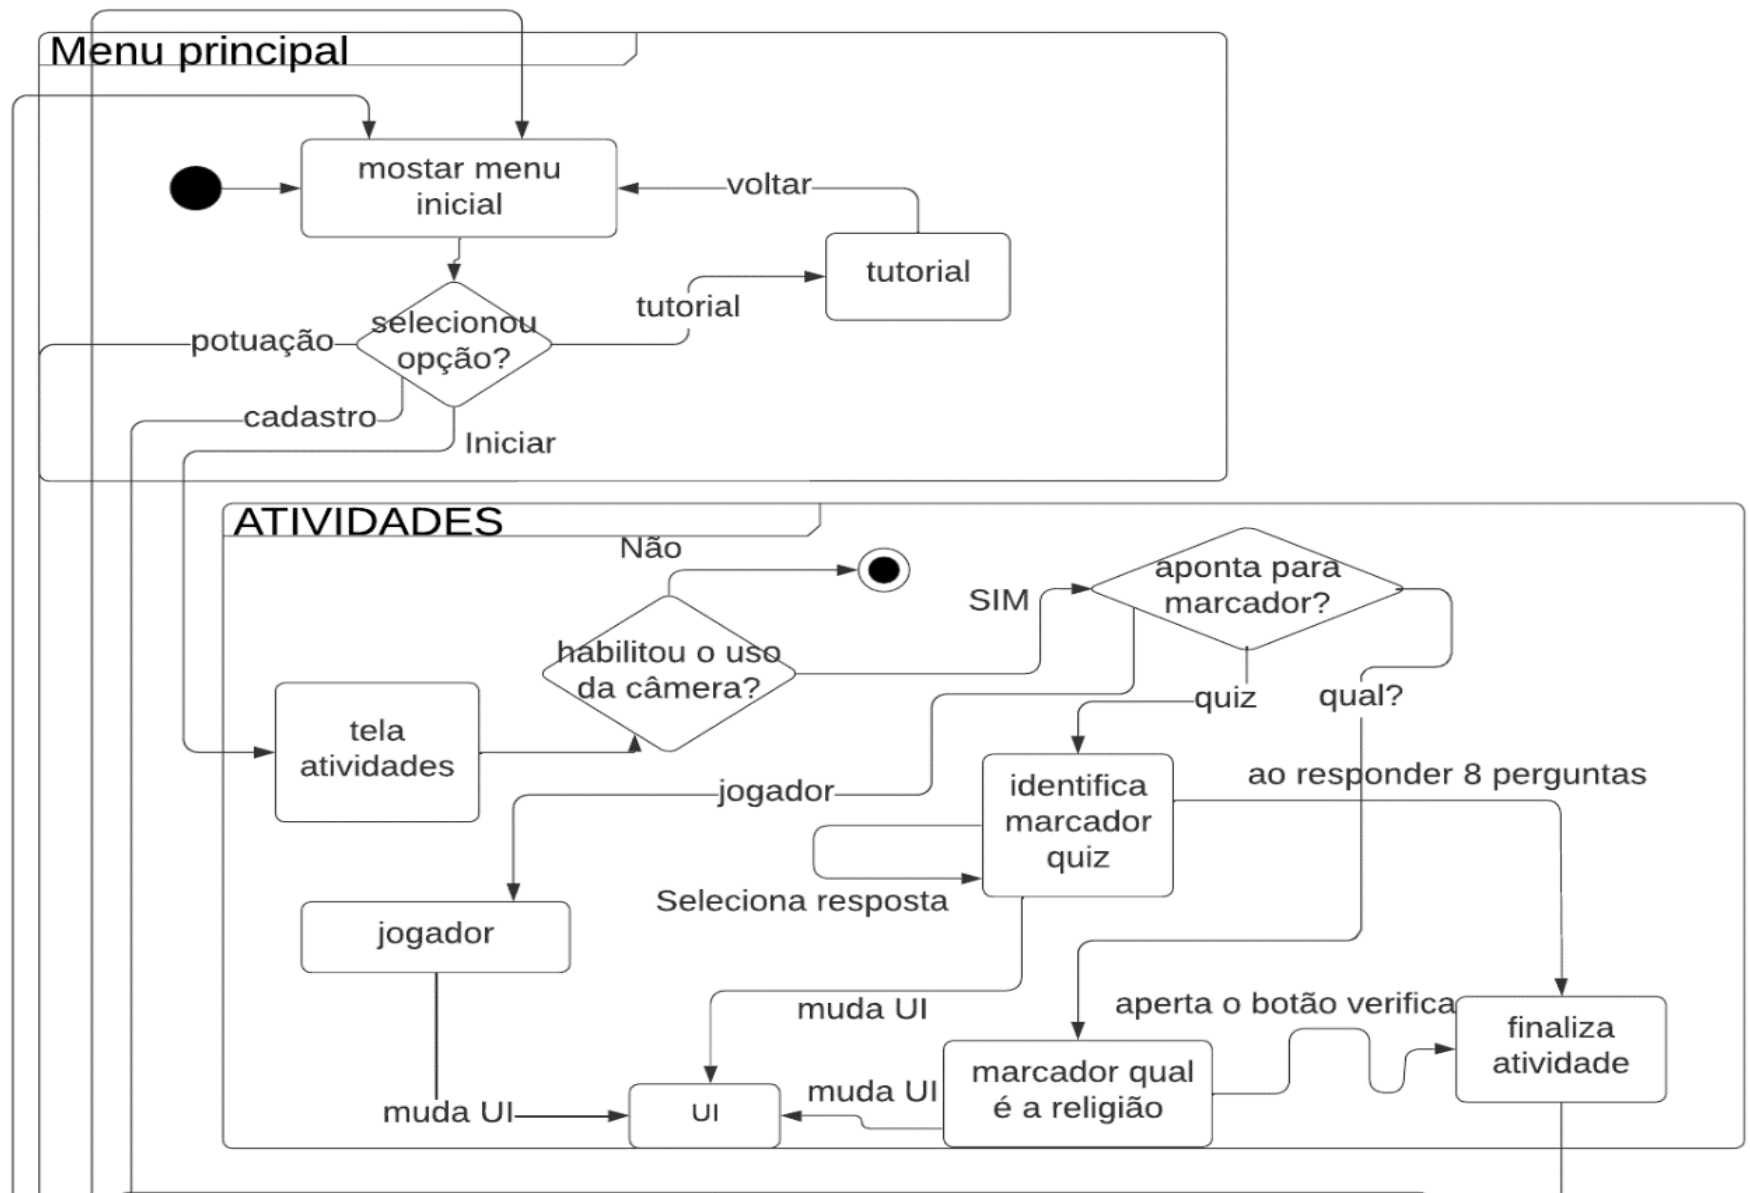 Menu principal
mostar menu
inicial
voltar
tutorial
tutorial
selecionou
opção?
potuação
cadastro
Iniciar
ATIVIDADES
Não
aponta para
marcador?
SIM
habilitou o uso
da câmera?
quiz
qual?
tela
atividades
jogador
identifica
marcador
quiz
ao responder 8 perguntas
Seleciona resposta
jogador
muda UI
aperta o botão verifica
finaliza
atividade
marcador qual
é a religião
muda UI
muda UI
UI